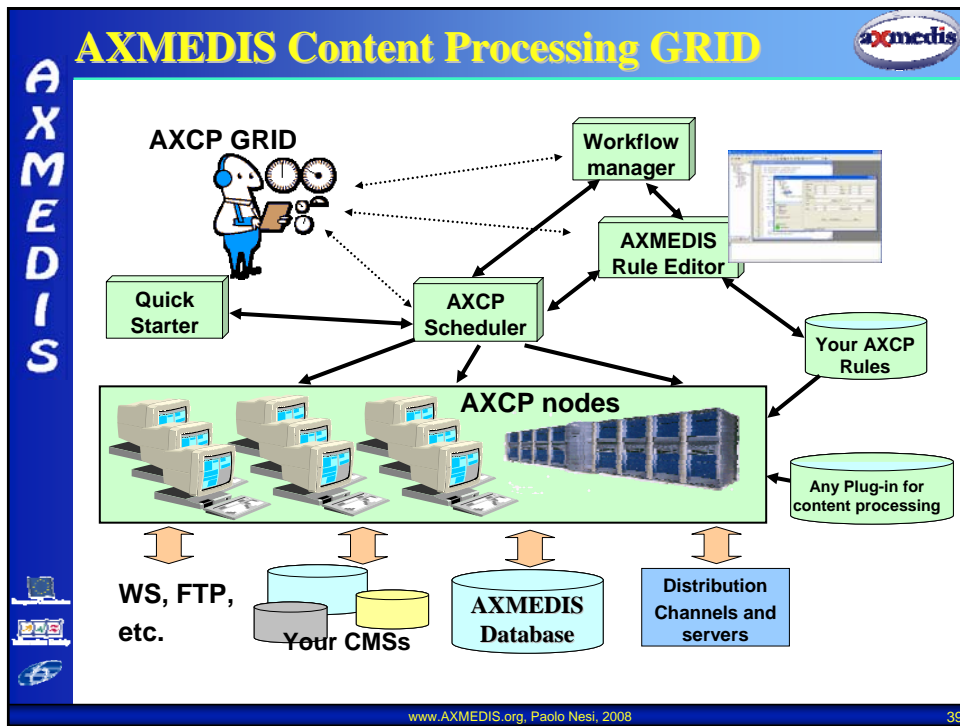 AXMEDIS Content Processing GRID
axmedis
AXMEDIS
AXCP GRID
Workflow
manager
AXMEDIS
Rule Editor
Quick
Starter
AXCP
Scheduler
Your AXCP
Rules
AXCP nodes
Any Plug-in for
content processing
WS, FTP,
etc.
Your CMSs
AXMEDIS
Database
Distribution
Channels and
servers
www.AXMEDIS.org, Paolo Nesi, 2008
39